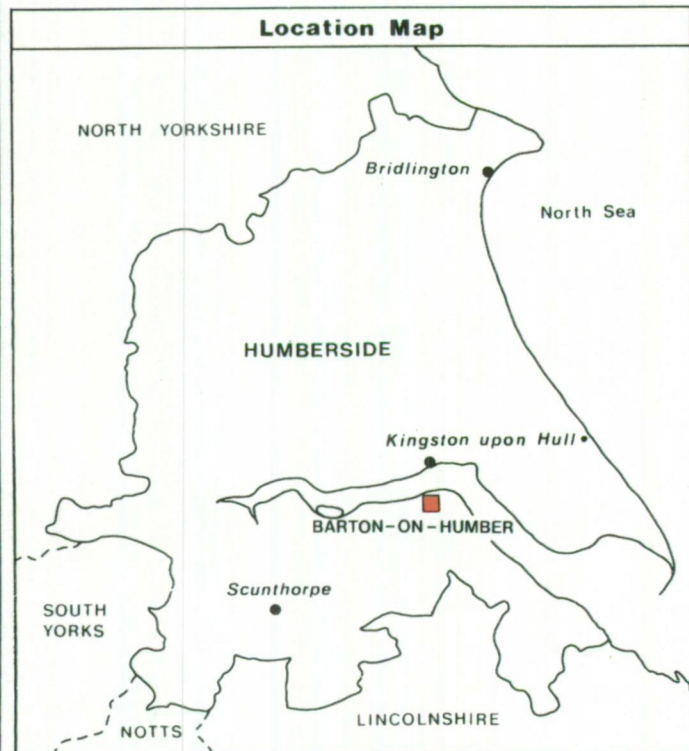 Location Map
NORTH YORKSHIRE
Bridlington
North Sea
HUMBERSIDE
Kingston upon Hull
BARTON-ON-HUMBER
Scunthorpe
SOUTH
YORKS
NOTTS
LINCOLNSHIRE